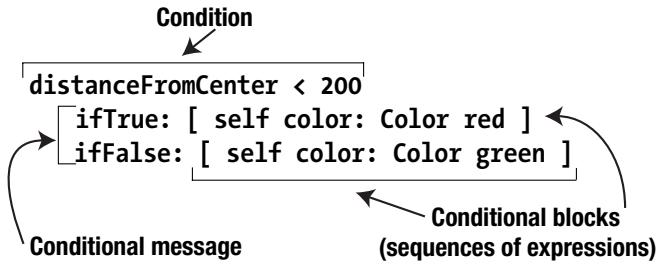 Condition
distanceFromCenter < 200
ifTrue: [ self color: Color red ]
ifFalse: [ self color: Color green ]
Conditional blocks
(sequences of expressions)
Conditional message